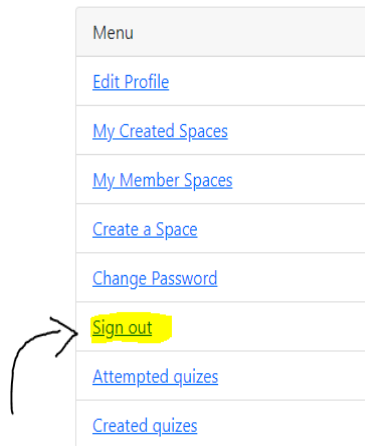 Menu
Edit Profile
My Created Spaces
My Member Spaces
Create a Space
Change Password
Sign out
Attempted quizes
Created quizes